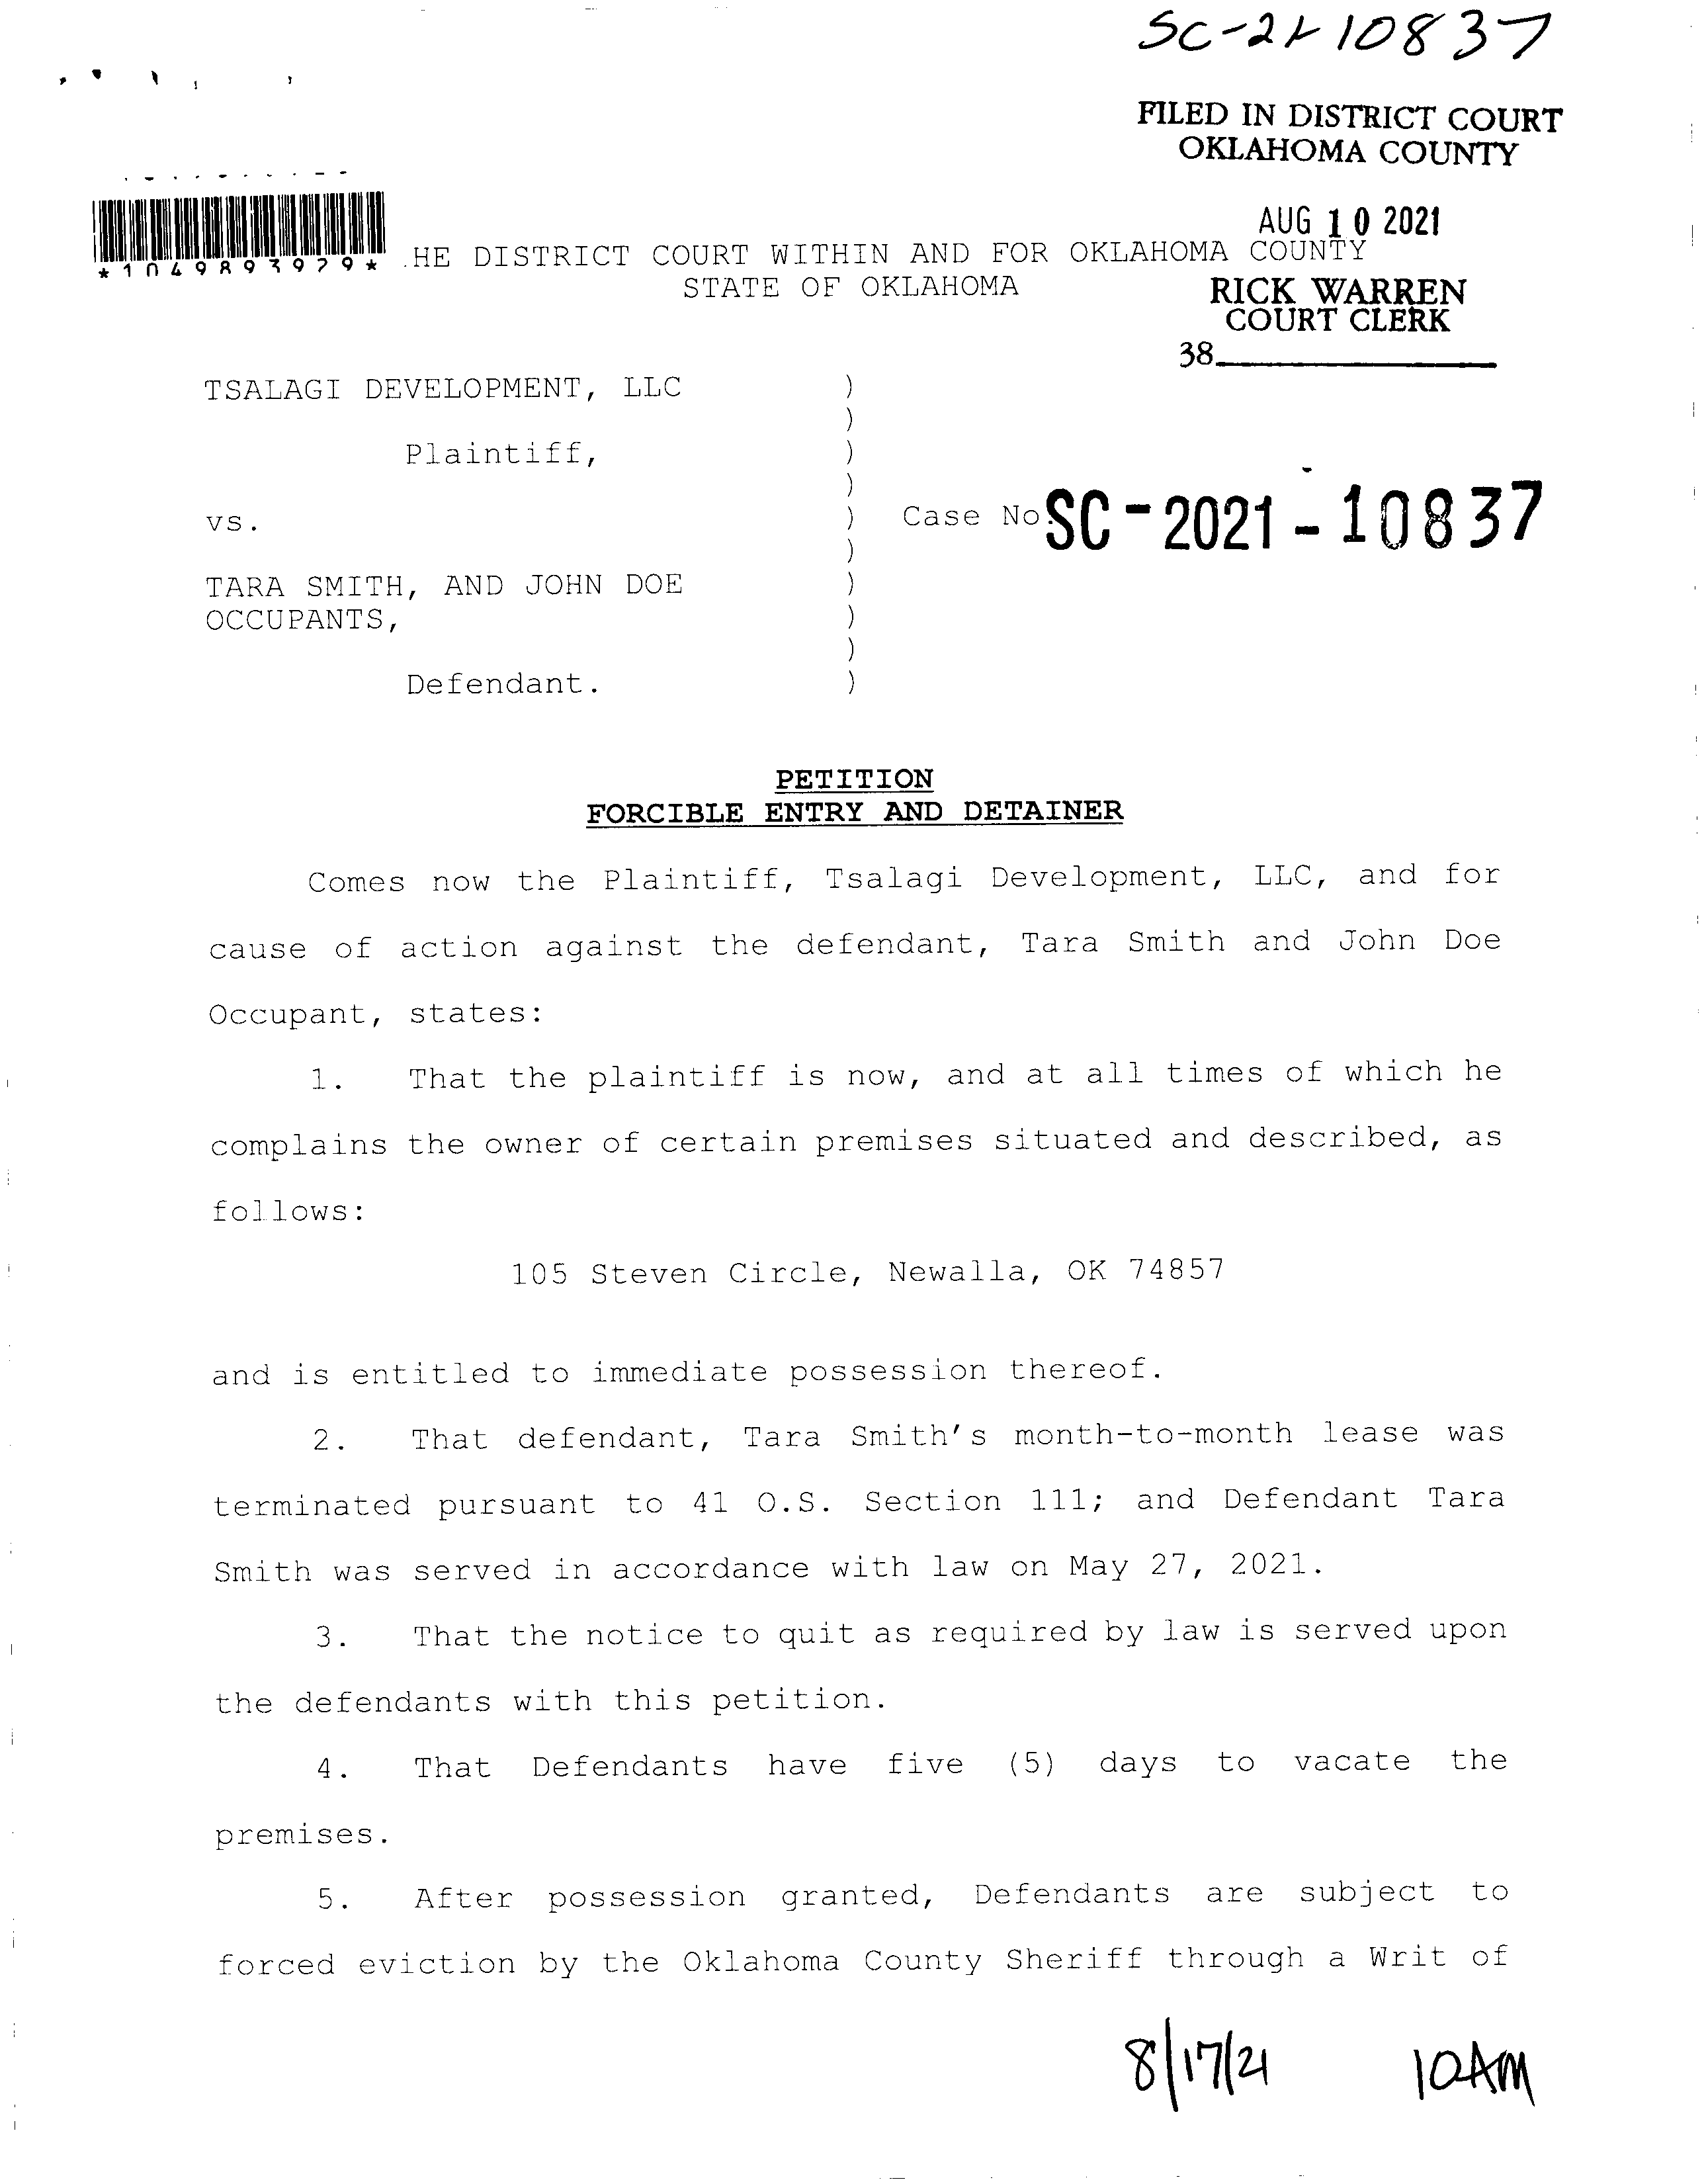 SC-21-10837
FILED IN DISTRICT COURT
OKLAHOMA COUNTY
AUG 10 2021
*1049893929* HE DISTRICT COURT WITHIN AND FOR OKLAHOMA COUNTY
STATE OF OKLAHOMA
RICK WARREN
COURT CLERK
38
TSALAGI DEVELOPMENT, LLC )
)
Plaintiff, )
)
vs. ) Case No. SC-2021-10837
)
TARA SMITH, AND JOHN DOE )
OCCUPANTS, )
)
Defendant. )
PETITION
FORCIBLE ENTRY AND DETAINER
Comes now the Plaintiff, Tsalagi Development, LLC, and for
cause of action against the defendant, Tara Smith and John Doe
Occupant, states:
1. That the plaintiff is now, and at all times of which he
complains the owner of certain premises situated and described, as
follows:
105 Steven Circle, Newalla, OK 74857
and is entitled to immediate possession thereof.
2. That defendant, Tara Smith's month-to-month lease was
terminated pursuant to 41 O.S. Section 111; and Defendant Tara
Smith was served in accordance with law on May 27, 2021.
3. That the notice to quit as required by law is served upon
the defendants with this petition.
4. That Defendants have five (5) days to vacate the
premises.
5. After possession granted, Defendants are subject to
forced eviction by the Oklahoma County Sheriff through a Writ of
8/17/21 10AM